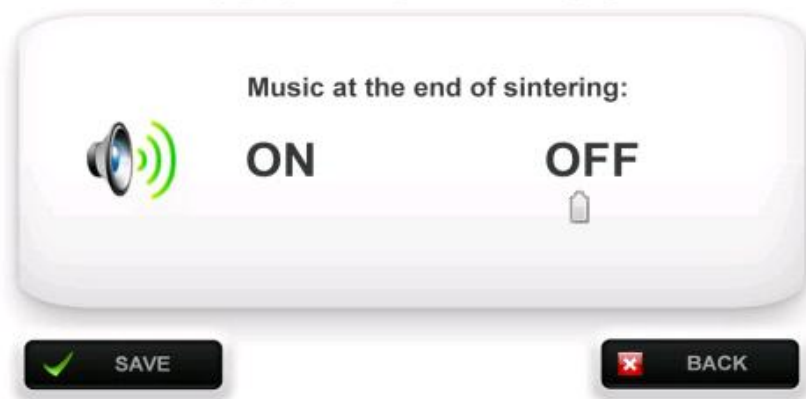 Music at the end of sintering:
ON OFF
SAVE BACK